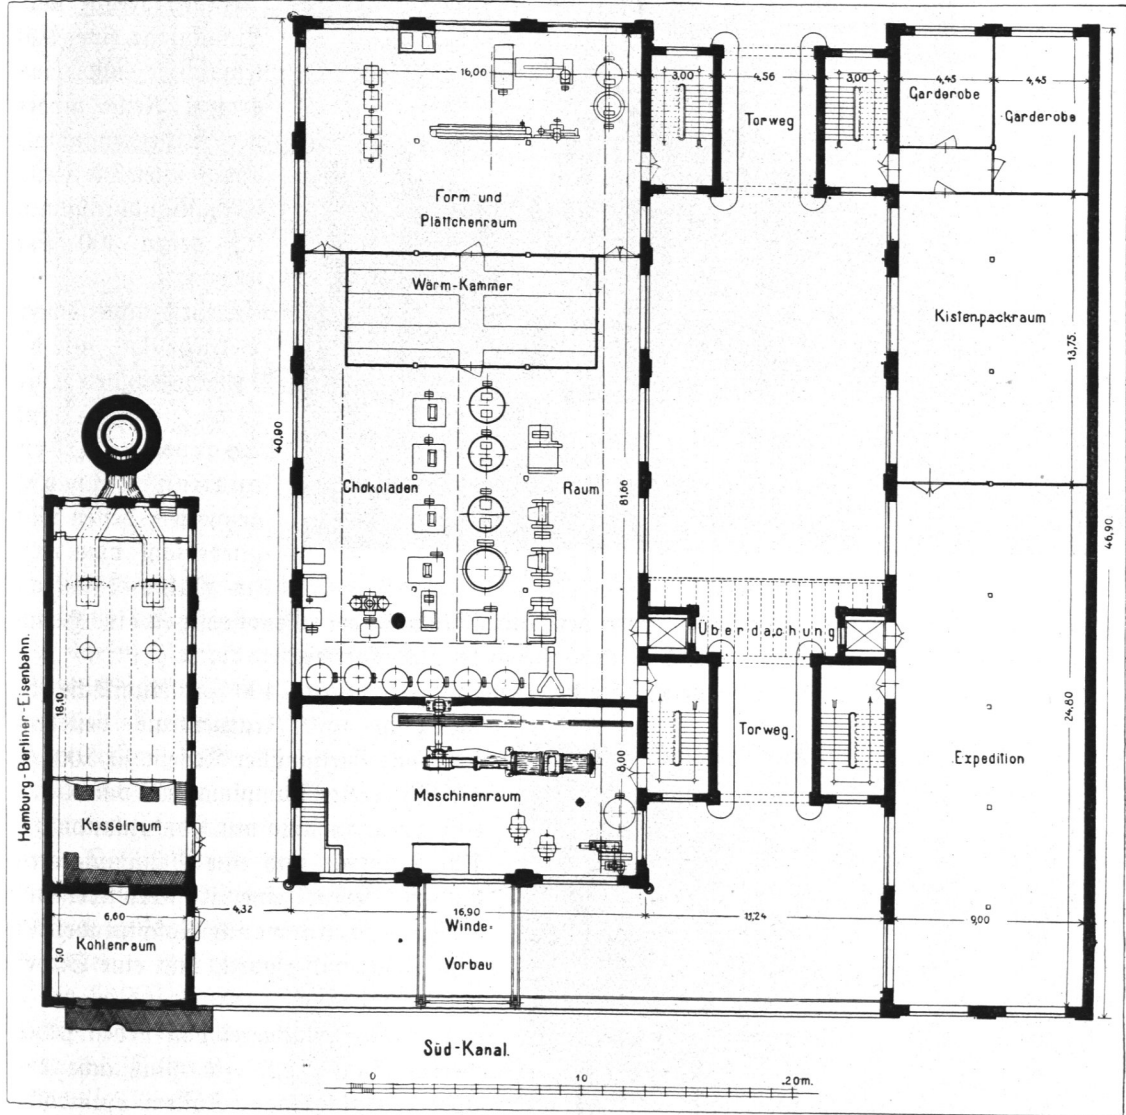 16,00
3,00
4,56
3,00
4,45
4,45
Garderobe
Garderobe
Torweg
Form und
Plättchenraum
Wärm-Kammer
Kistenpackraum
13,75.
40,90
Chokoladen Raum
81,66
46,90
Überdachung
Hamburg-Berliner-Eisenbahn.
18,10
24,80
Torweg.
8,00
Expedition
Maschinenraum
Kesselraum
6,60
4,32
16,90
11,24
9,00
Kohlenraum
5,0
Winde-
Vorbau
Süd-Kanal.
0
10
20m.